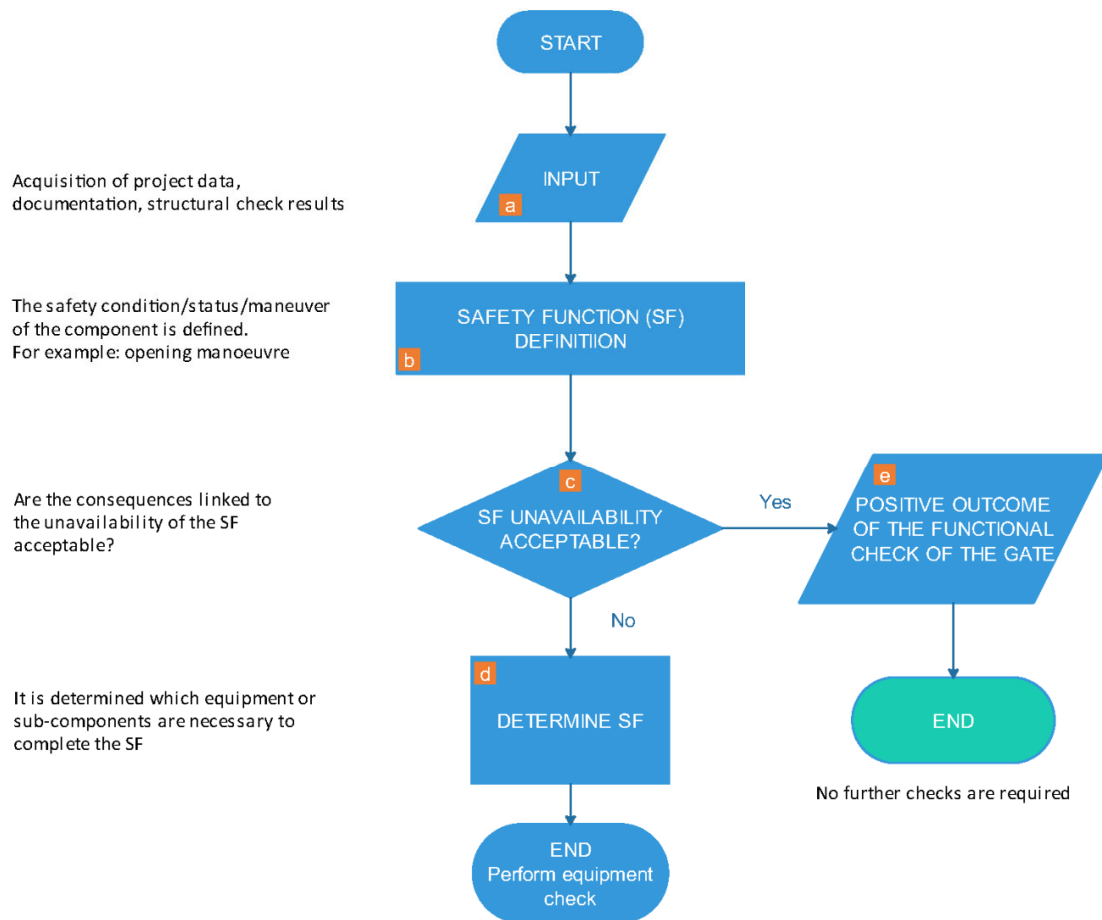 START
Acquisition of project data,
documentation, structural check results
INPUT
a
The safety condition/status/maneuver
of the component is defined.
For example: opening manoeuvre
SAFETY FUNCTION (SF)
DEFINITIION
b
Are the consequences linked to
the unavailability of the SF
acceptable?
c
SF UNAVAILABILITY
ACCEPTABLE?
Yes
e
POSITIVE OUTCOME
OF THE FUNCTIONAL
CHECK OF THE GATE
No
It is determined which equipment or
sub-components are necessary to
complete the SF
d
DETERMINE SF
END
No further checks are required
END
Perform equipment
check